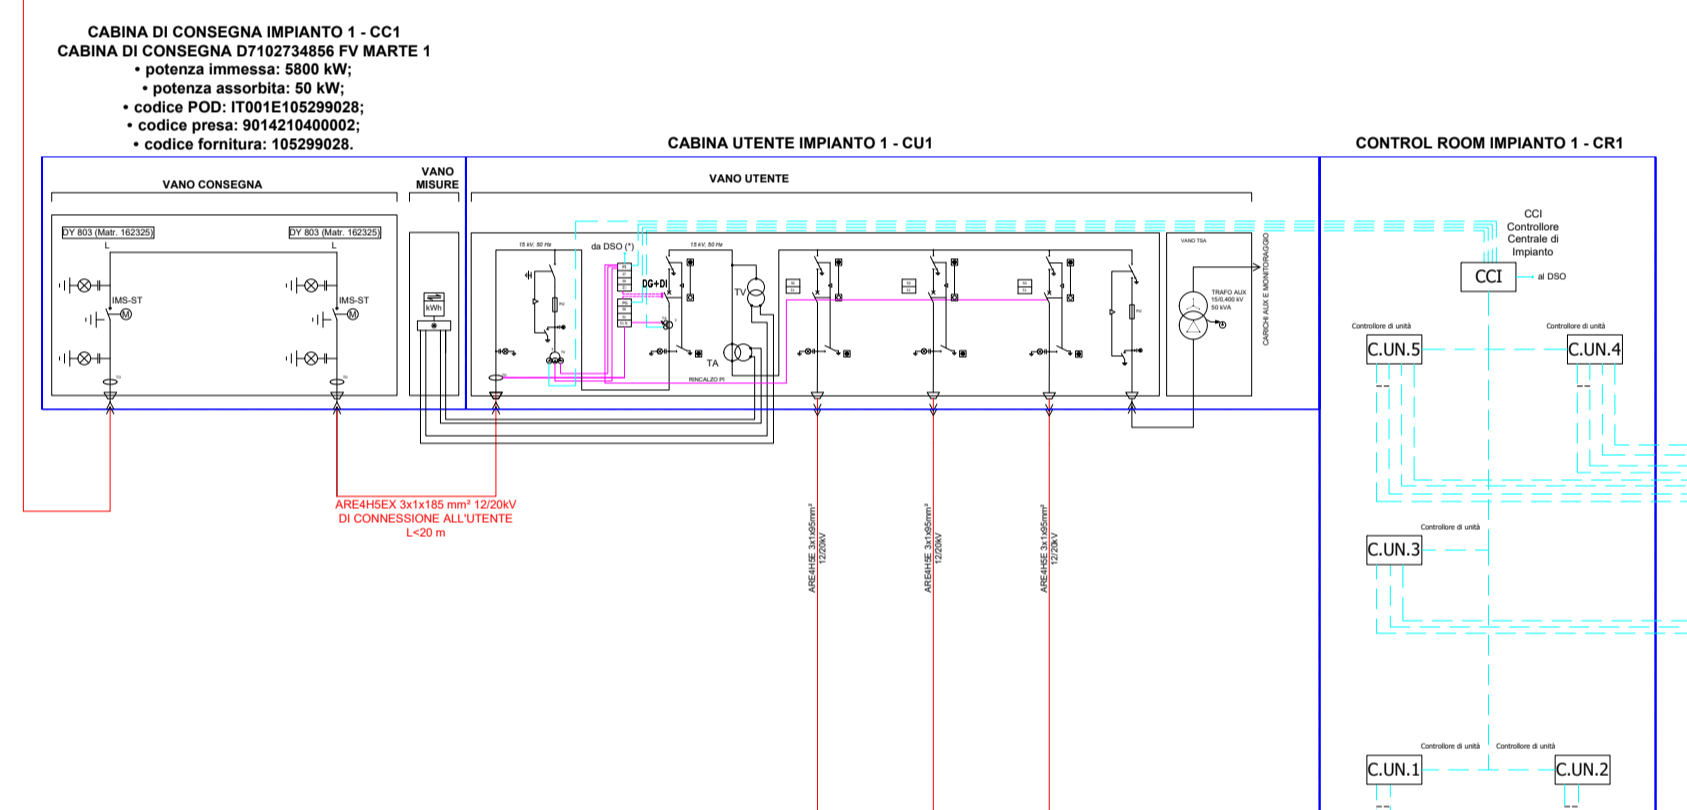 CABINA DI CONSEGNA IMPIANTO 1 - CC1
CABINA DI CONSEGNA D7102734856 FV MARTE 1
• potenza immessa: 5800 kW;
• potenza assorbita: 50 kW;
• codice POD: IT001E105299028;
• codice presa: 9014210400002;
• codice fornitura: 105299028.
CABINA UTENTE IMPIANTO 1 - CU1
CONTROL ROOM IMPIANTO 1 - CR1
VANO CONSEGNA
VANO
MISURE
VANO UTENTE
DY 803 (Matr. 162325)
L
DY 803 (Matr. 162325)
L
IMS-ST
M
IMS-ST
M
kWh
15 kV, 50 Hz
da DSO (*)
15 kV, 50 Hz
DG+DI
TV
TA
RINCALZO PI
VANO TSA
TRAFO AUX
15/0,400 kV
50 kVA
CARICHI AUX E MONITORAGGIO
CCI
Controllore
Centrale di
Impianto
CCI
al DSO
Controllore di unità
C.UN.5
Controllore di unità
C.UN.4
Controllore di unità
C.UN.3
Controllore di unità
C.UN.1
Controllore di unità
C.UN.2
ARE4H5EX 3x1x185 mm² 12/20kV
DI CONNESSIONE ALL'UTENTE
L<20 m
ARE4H5E 3x1x95mm²
12/20kV
ARE4H5E 3x1x95mm²
12/20kV
ARE4H5E 3x1x95mm²
12/20kV